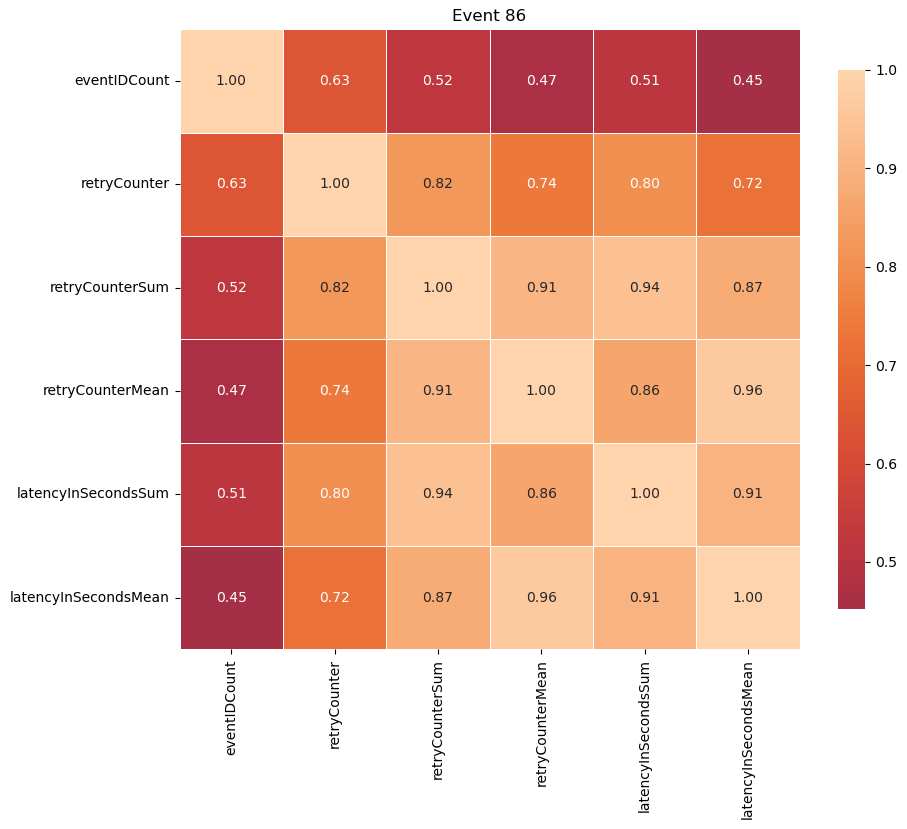 Event 86
eventIDCount 1.00 0.63 0.52 0.47 0.51 0.45
retryCounter 0.63 1.00 0.82 0.74 0.80 0.72
retryCounterSum 0.52 0.82 1.00 0.91 0.94 0.87
retryCounterMean 0.47 0.74 0.91 1.00 0.86 0.96
latencyInSecondsSum 0.51 0.80 0.94 0.86 1.00 0.91
latencyInSecondsMean 0.45 0.72 0.87 0.96 0.91 1.00
eventIDCount
retryCounter
retryCounterSum
retryCounterMean
latencyInSecondsSum
latencyInSecondsMean
1.0
0.9
0.8
0.7
0.6
0.5